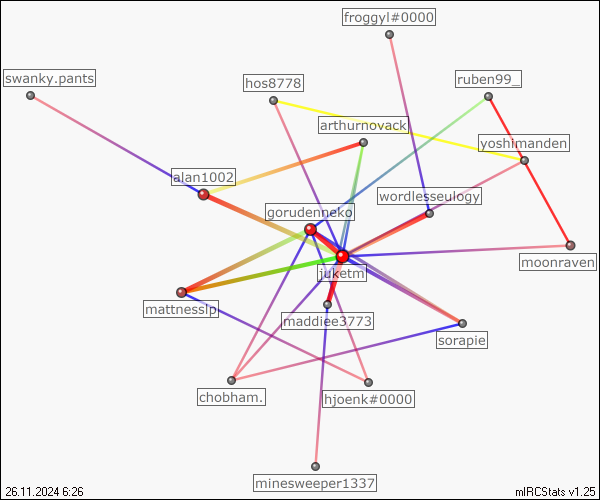 froggyl#0000
swanky.pants
hos8778
ruben99_
arthurnovack
yoshimanden
alan1002
wordlesseulogy
gorudenneko
moonraven
juketm
mattnesslp
maddiee3773
sorapie
chobham.
hjoenk#0000
minesweeper1337
26.11.2024 6:26
mIRCStats v1.25